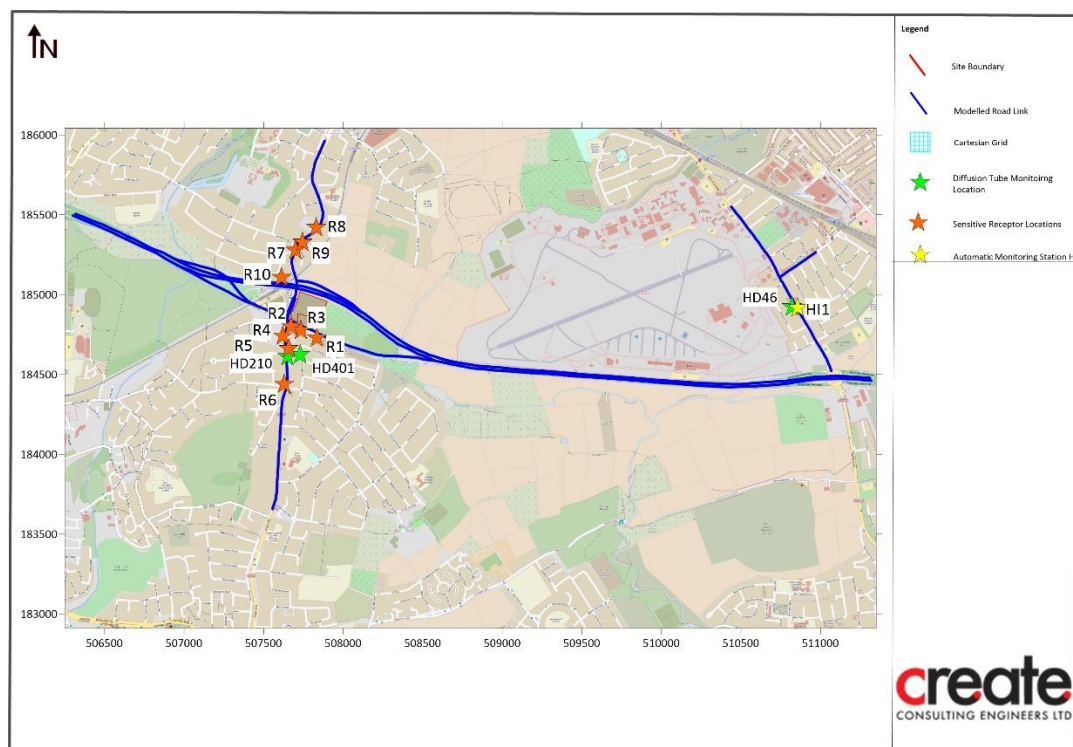 N
Legend
Site Boundary
Modelled Road Link
Cartesian Grid
Diffusion Tube Monitoirng
Location
Sensitive Receptor Locations
Automatic Monitoring Station H
186000
185500
185000
184500
184000
183500
183000
R8
R7
R9
R10
R2
R3
R4
R1
R5
HD210
HD401
R6
HD46
HI1
506500 507000 507500 508000 508500 509000 509500 510000 510500 511000
create
CONSULTING ENGINEERS LTD